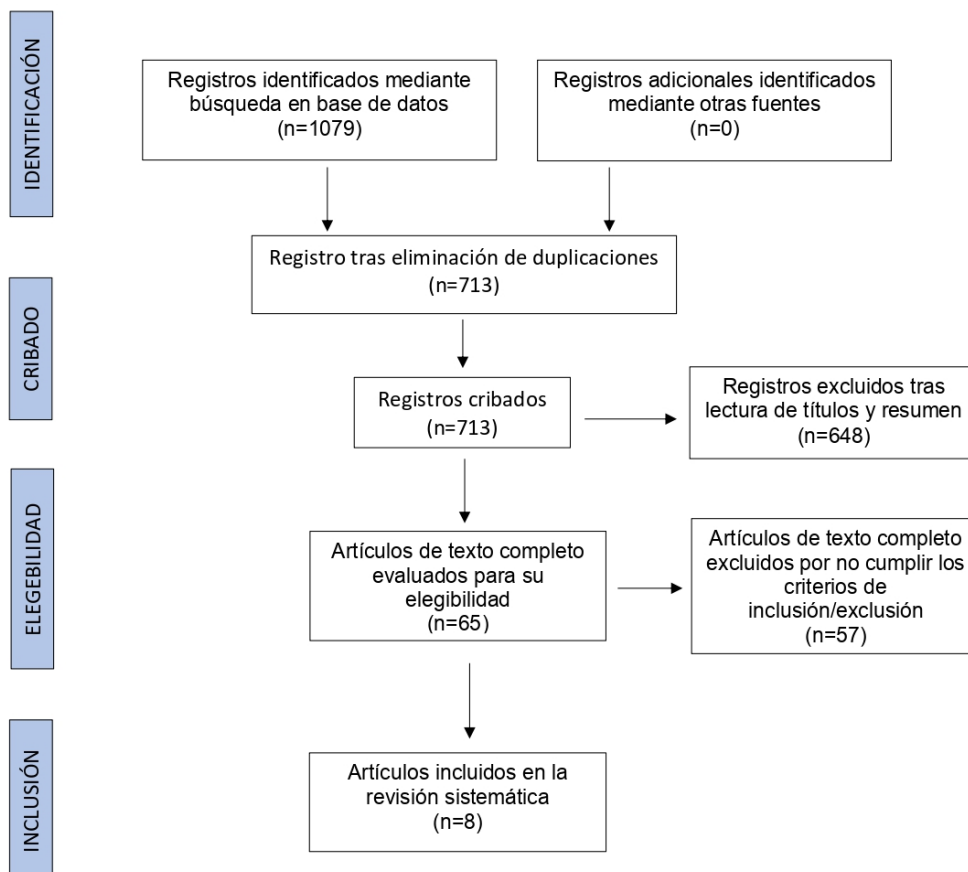 IDENTIFICACIÓN
Registros identificados mediante
búsqueda en base de datos
(n=1079)
Registros adicionales identificados
mediante otras fuentes
(n=0)
Registro tras eliminación de duplicaciones
(n=713)
CRIBADO
Registros cribados
(n=713)
Registros excluidos tras
lectura de títulos y resumen
(n=648)
ELEGEBILIDAD
Artículos de texto completo
evaluados para su
elegibilidad
(n=65)
Artículos de texto completo
excluidos por no cumplir los
criterios de
inclusión/exclusión
(n=57)
INCLUSIÓN
Artículos incluidos en la
revisión sistemática
(n=8)